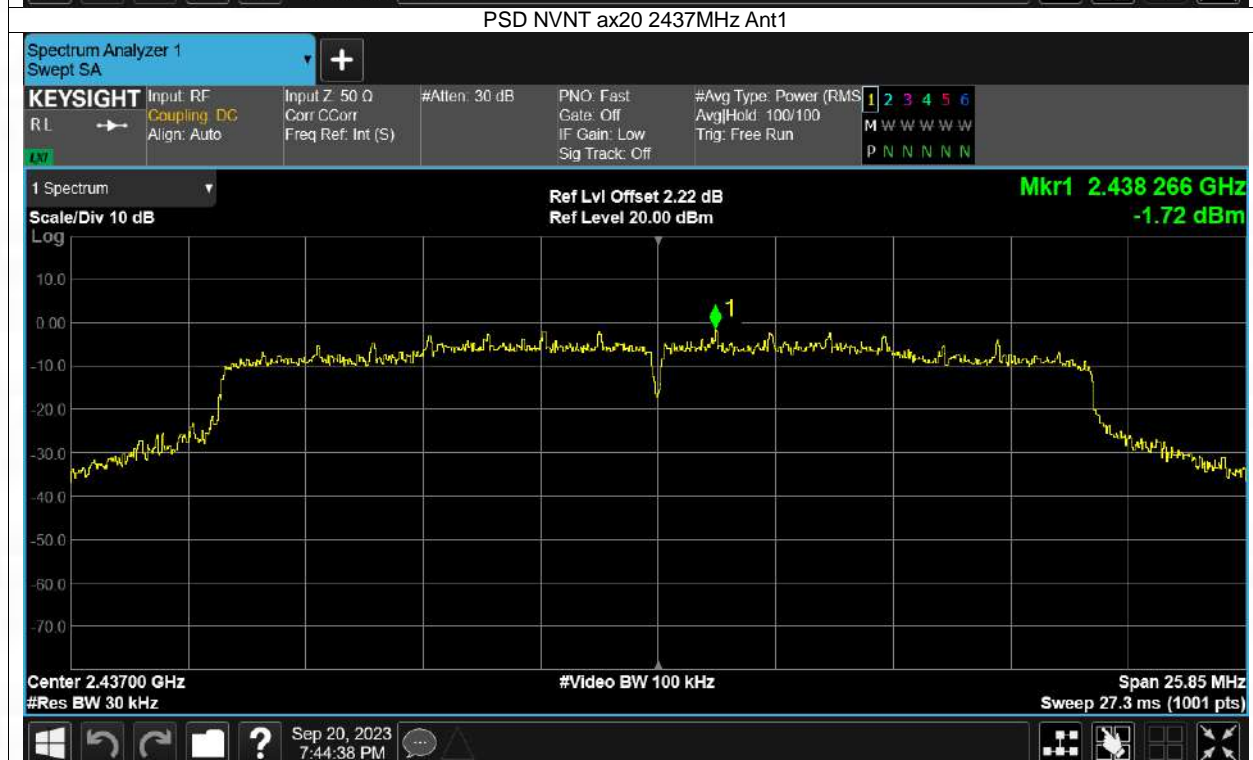 PSD NVNT ax20 2437MHz Ant1
Spectrum Analyzer 1
Swept SA
+
KEYSIGHT
RL
LXI
Input: RF
Coupling: DC
Align: Auto
Input Z: 50 Ω
Corr CCorr
Freq Ref: Int (S)
#Atten: 30 dB
PNO: Fast
Gate: Off
IF Gain: Low
Sig Track: Off
#Avg Type: Power (RMS
Avg|Hold: 100/100
Trig: Free Run
1 2 3 4 5 6
M W W W W W
P N N N N N
1 Spectrum
Scale/Div 10 dB
Ref Lvl Offset 2.22 dB
Ref Level 20.00 dBm
Mkr1 2.438 266 GHz
-1.72 dBm
Log
10.0
0.00
-10.0
-20.0
-30.0
-40.0
-50.0
-60.0
-70.0
1
Center 2.43700 GHz
#Res BW 30 kHz
#Video BW 100 kHz
Span 25.85 MHz
Sweep 27.3 ms (1001 pts)
?
Sep 20, 2023
7:44:38 PM